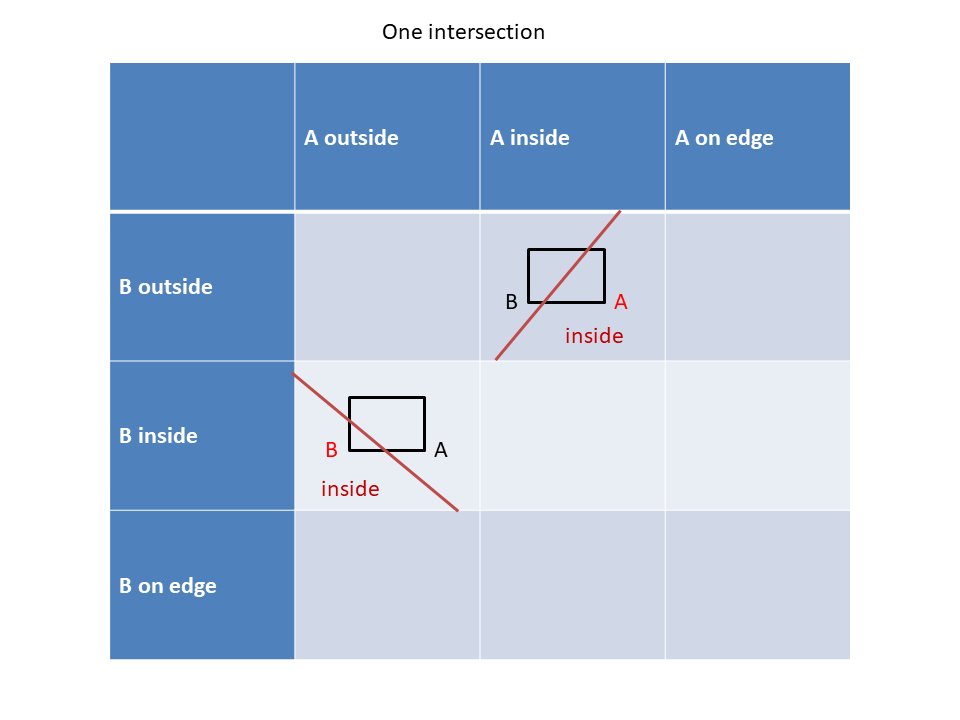 One intersection
A outside
A inside
A on edge
B outside
B
A
inside
B inside
B
A
inside
B on edge